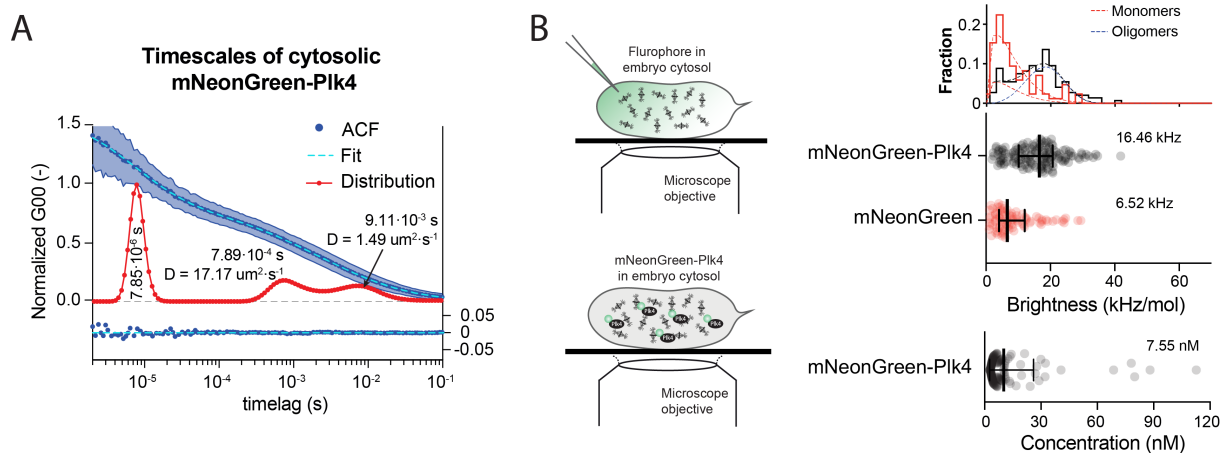 A
Timescales of cytosolic
mNeonGreen-Plk4
Normalized G00 (-)
1.5
1.0
0.5
0.0
ACF
Fit
Distribution
7.85·10-6 s
7.89·10-4 s
D = 17.17 um2·s-1
9.11·10-3 s
D = 1.49 um2·s-1
0.05
0
-0.05
10-5
10-4
10-3
10-2
10-1
timelag (s)
B
Flurophore in
embryo cytosol
Microscope
objective
mNeonGreen-Plk4
in embryo cytosol
Plk4
Plk4
Plk4
Plk4
Microscope
objective
Fraction
0.2
0.1
0
Monomers
Oligomers
mNeonGreen-Plk4
16.46 kHz
mNeonGreen
6.52 kHz
0 20 40 60
Brightness (kHz/mol)
mNeonGreen-Plk4
7.55 nM
0 30 60 90 120
Concentration (nM)